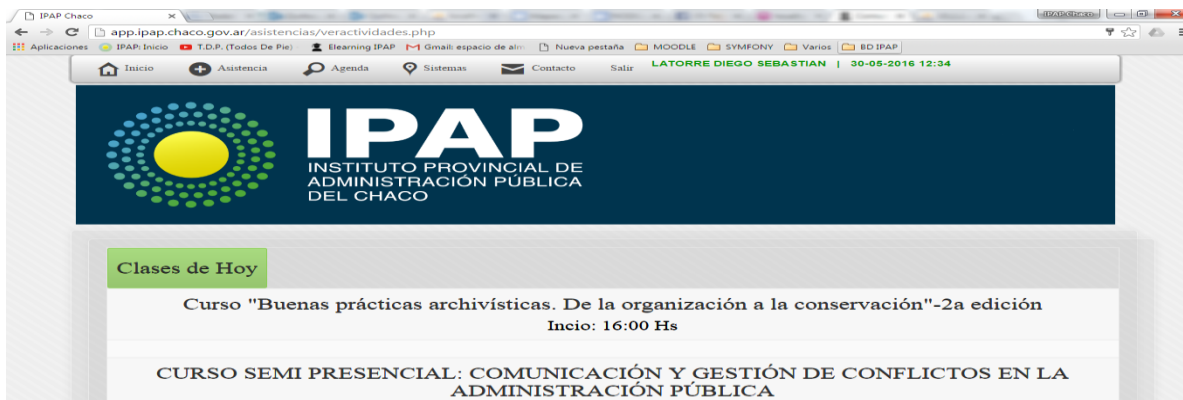 IPAP Chaco
IPAP Chaco
app.ipap.chaco.gov.ar/asistencias/veractividades.php
Aplicaciones IPAP: Inicio T.D.P. (Todos De Pie) Elearning IPAP Gmail: espacio de alm Nueva pestaña MOODLE SYMFONY Varios BD IPAP
Inicio Asistencia Agenda Sistemas Contacto Salir LATORRE DIEGO SEBASTIAN | 30-05-2016 12:34
IPAP
INSTITUTO PROVINCIAL DE
ADMINISTRACIÓN PÚBLICA
DEL CHACO
Clases de Hoy
Curso "Buenas prácticas archivísticas. De la organización a la conservación"-2a edición
Incio: 16:00 Hs
CURSO SEMI PRESENCIAL: COMUNICACIÓN Y GESTIÓN DE CONFLICTOS EN LA
ADMINISTRACIÓN PÚBLICA